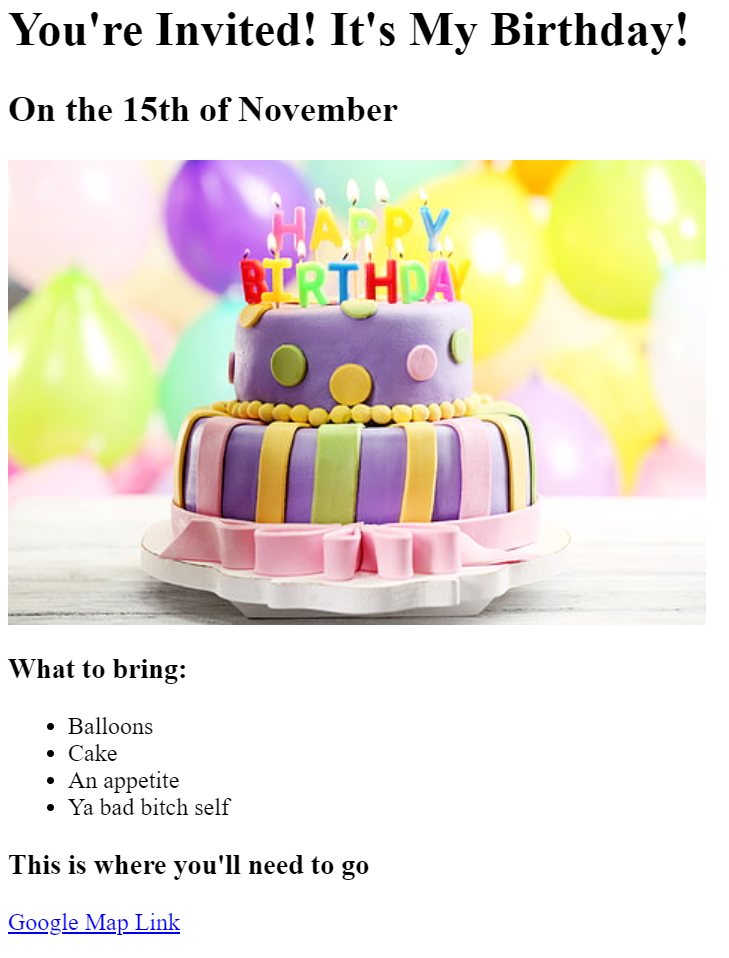 You're Invited! It's My Birthday!
On the 15th of November
HAPPY
BIRTHDAY
What to bring:
Balloons
Cake
An appetite
Ya bad bitch self
This is where you'll need to go
Google Map Link